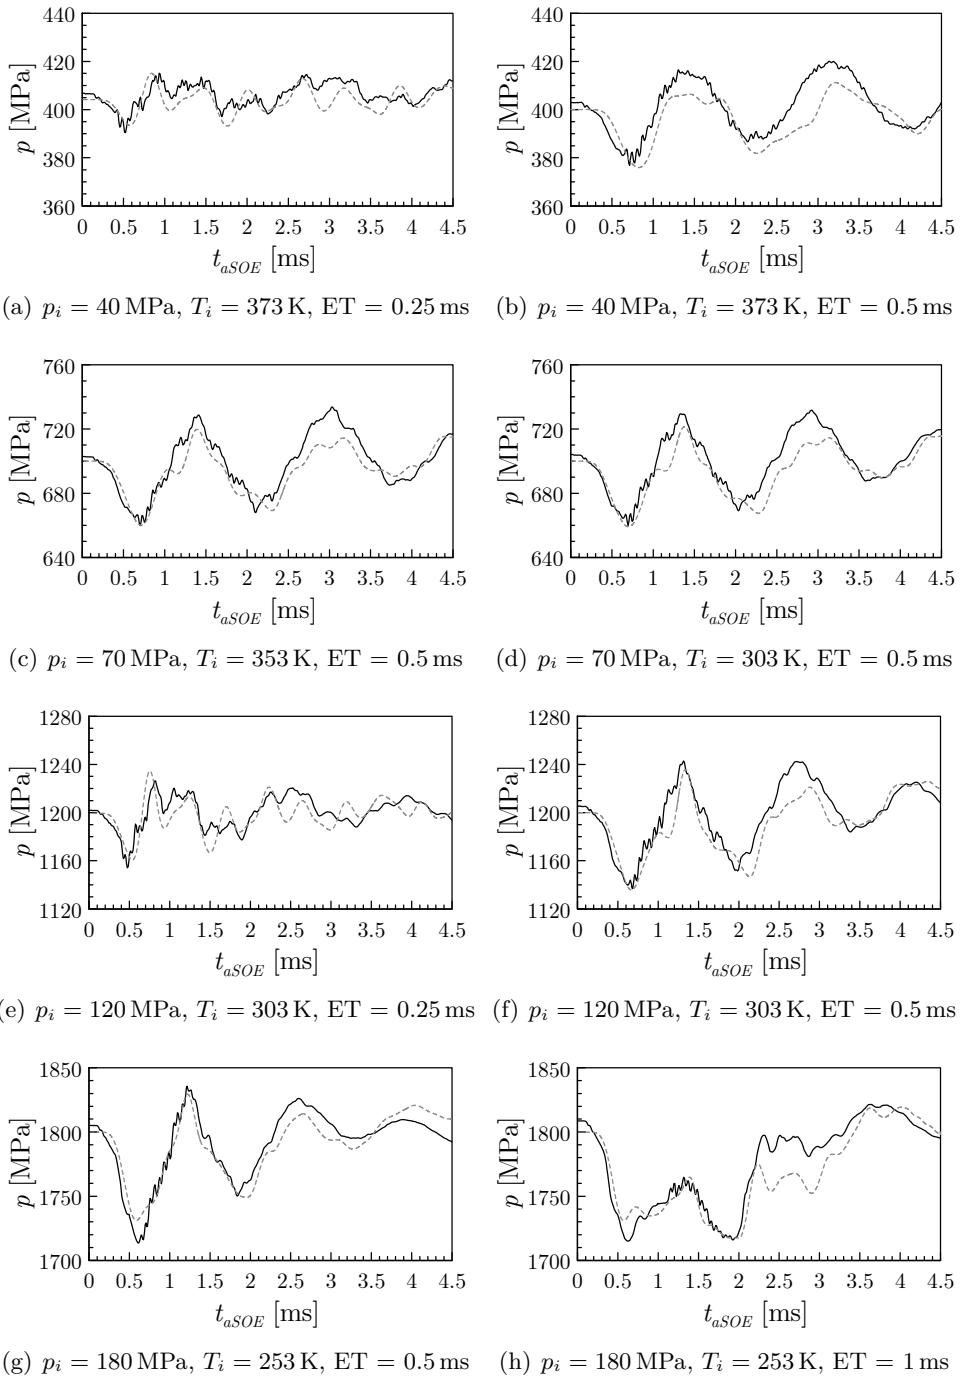 440
420
400
380
360
p [MPa]
0 0.5 1 1.5 2 2.5 3 3.5 4 4.5
t_aSOE [ms]
(a) p_i = 40 MPa, T_i = 373 K, ET = 0.25 ms
440
420
400
380
360
p [MPa]
0 0.5 1 1.5 2 2.5 3 3.5 4 4.5
t_aSOE [ms]
(b) p_i = 40 MPa, T_i = 373 K, ET = 0.5 ms
760
720
680
640
p [MPa]
0 0.5 1 1.5 2 2.5 3 3.5 4 4.5
t_aSOE [ms]
(c) p_i = 70 MPa, T_i = 353 K, ET = 0.5 ms
760
720
680
640
p [MPa]
0 0.5 1 1.5 2 2.5 3 3.5 4 4.5
t_aSOE [ms]
(d) p_i = 70 MPa, T_i = 303 K, ET = 0.5 ms
1280
1240
1200
1160
1120
p [MPa]
0 0.5 1 1.5 2 2.5 3 3.5 4 4.5
t_aSOE [ms]
(e) p_i = 120 MPa, T_i = 303 K, ET = 0.25 ms
1280
1240
1200
1160
1120
p [MPa]
0 0.5 1 1.5 2 2.5 3 3.5 4 4.5
t_aSOE [ms]
(f) p_i = 120 MPa, T_i = 303 K, ET = 0.5 ms
1850
1800
1750
1700
p [MPa]
0 0.5 1 1.5 2 2.5 3 3.5 4 4.5
t_aSOE [ms]
(g) p_i = 180 MPa, T_i = 253 K, ET = 0.5 ms
1850
1800
1750
1700
p [MPa]
0 0.5 1 1.5 2 2.5 3 3.5 4 4.5
t_aSOE [ms]
(h) p_i = 180 MPa, T_i = 253 K, ET = 1 ms